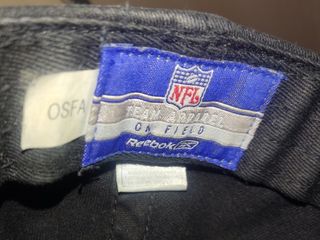 OSFA
NFL
TEAM APPAREL
ON FIELD
Reebok